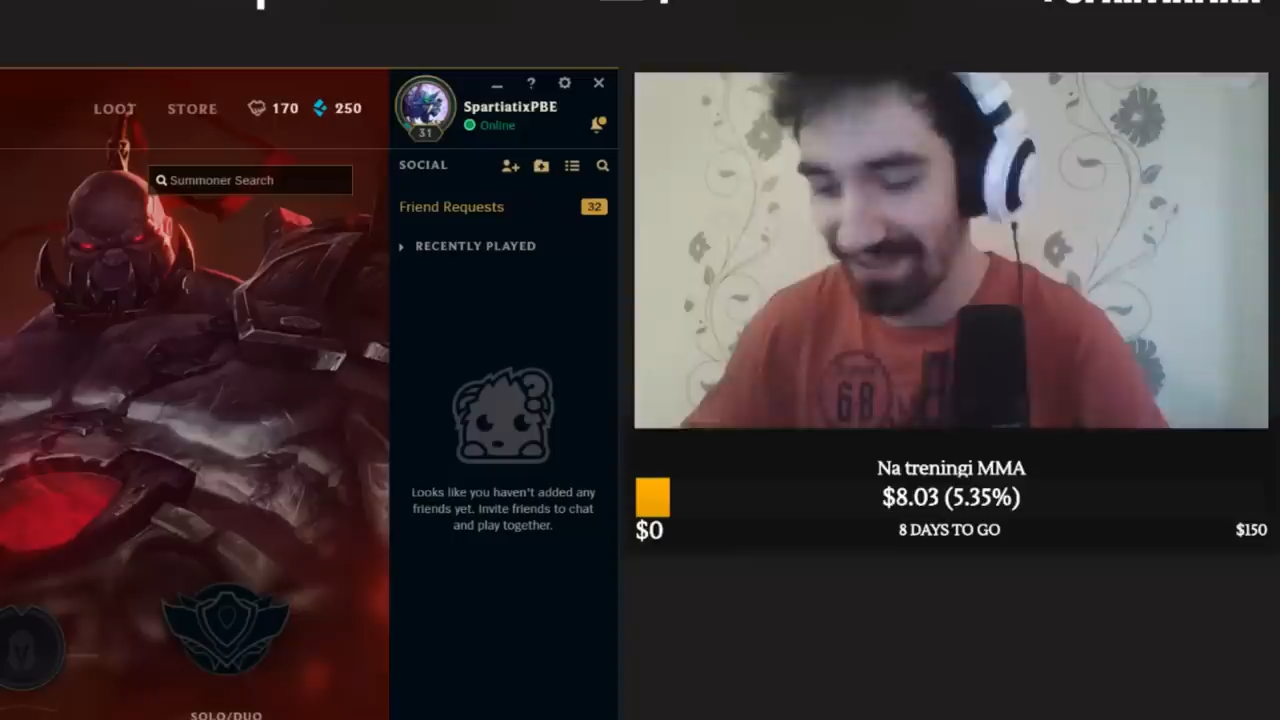 LOOT STORE 170 250
Summoner Search
SpartiatixPBE
Online
31
SOCIAL
Friend Requests 32
RECENTLY PLAYED
Looks like you haven't added any
friends yet. Invite friends to chat
and play together.
SOLO/DUO
68
Na treningi MMA
$8.03 (5.35%)
$0 8 DAYS TO GO $150